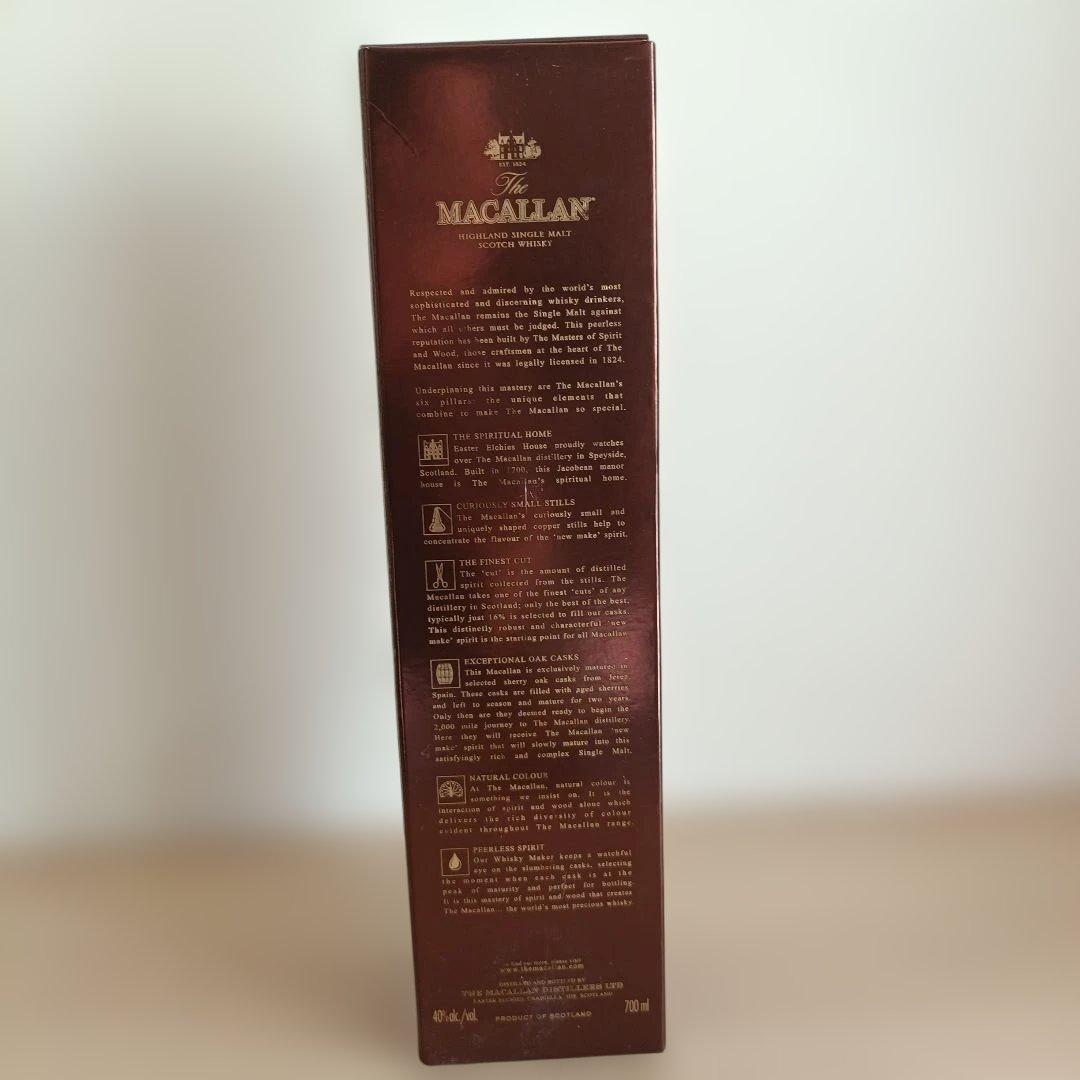 EST. 1824
The
MACALLAN
HIGHLAND SINGLE MALT
SCOTCH WHISKY
Respected and admired by the world's most
sophisticated and discerning whisky drinkers,
The Macallan remains the Single Malt against
which all others must be judged. This peerless
reputation has been built by The Masters of Spirit
and Wood, those craftsmen at the heart of The
Macallan since it was legally licensed in 1824.
Underpinning this mastery are The Macallan's
six pillars: the unique elements that
combine to make The Macallan so special.
THE SPIRITUAL HOME
Easter Elchies House proudly watches
over The Macallan distillery in Speyside,
Scotland. Built in 1700, this Jacobean manor
house is The Macallan's spiritual home.
CURIOUSLY SMALL STILLS
The Macallan's curiously small and
uniquely shaped copper stills help to
concentrate the flavour of the 'new make' spirit.
THE FINEST CUT
The 'cut' is the amount of distilled
spirit collected from the stills. The
Macallan takes one of the finest 'cuts' of any
distillery in Scotland; only the best of the best,
typically just 16% is selected to fill our casks.
This distinctly robust and characterful 'new
make' spirit is the starting point for all Macallan
EXCEPTIONAL OAK CASKS
This Macallan is exclusively matured in
selected sherry oak casks from Jerez,
Spain. These casks are filled with aged sherries
and left to season and mature for two years.
Only then are they deemed ready to begin the
2,000 mile journey to The Macallan distillery.
Here they will receive The Macallan 'new
make' spirit that will slowly mature into this
satisfyingly rich and complex Single Malt.
NATURAL COLOUR
At The Macallan, natural colour is
something we insist on. It is the
interaction of spirit and wood alone which
delivers the rich diversity of colour
evident throughout The Macallan range.
PEERLESS SPIRIT
Our Whisky Maker keeps a watchful
eye on the slumbering casks, selecting
the moment when each cask is at the
peak of maturity and perfect for bottling.
It is this mastery of spirit and wood that creates
The Macallan... the world's most precious whisky.
To find out more, please visit
www.themacallan.com
DISTILLED AND BOTTLED BY
THE MACALLAN DISTILLERS LTD
EASTER ELCHIES, CRAIGELLACHIE, SCOTLAND
40% alc./vol. PRODUCT OF SCOTLAND 700 ml